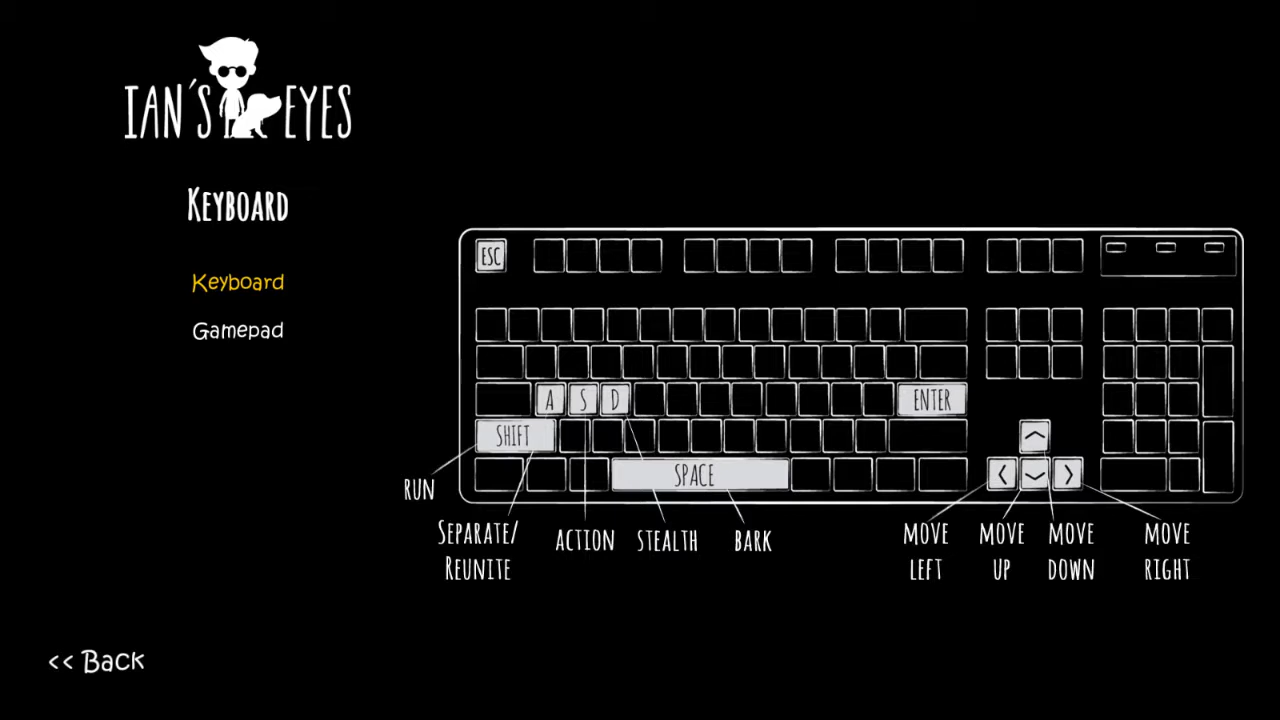 IAN'S EYES
KEYBOARD
Keyboard
Gamepad
ESC
A S D ENTER
SHIFT
SPACE
RUN
SEPARATE/
REUNITE
ACTION
STEALTH
BARK
MOVE
LEFT
MOVE
UP
MOVE
DOWN
MOVE
RIGHT
<< Back